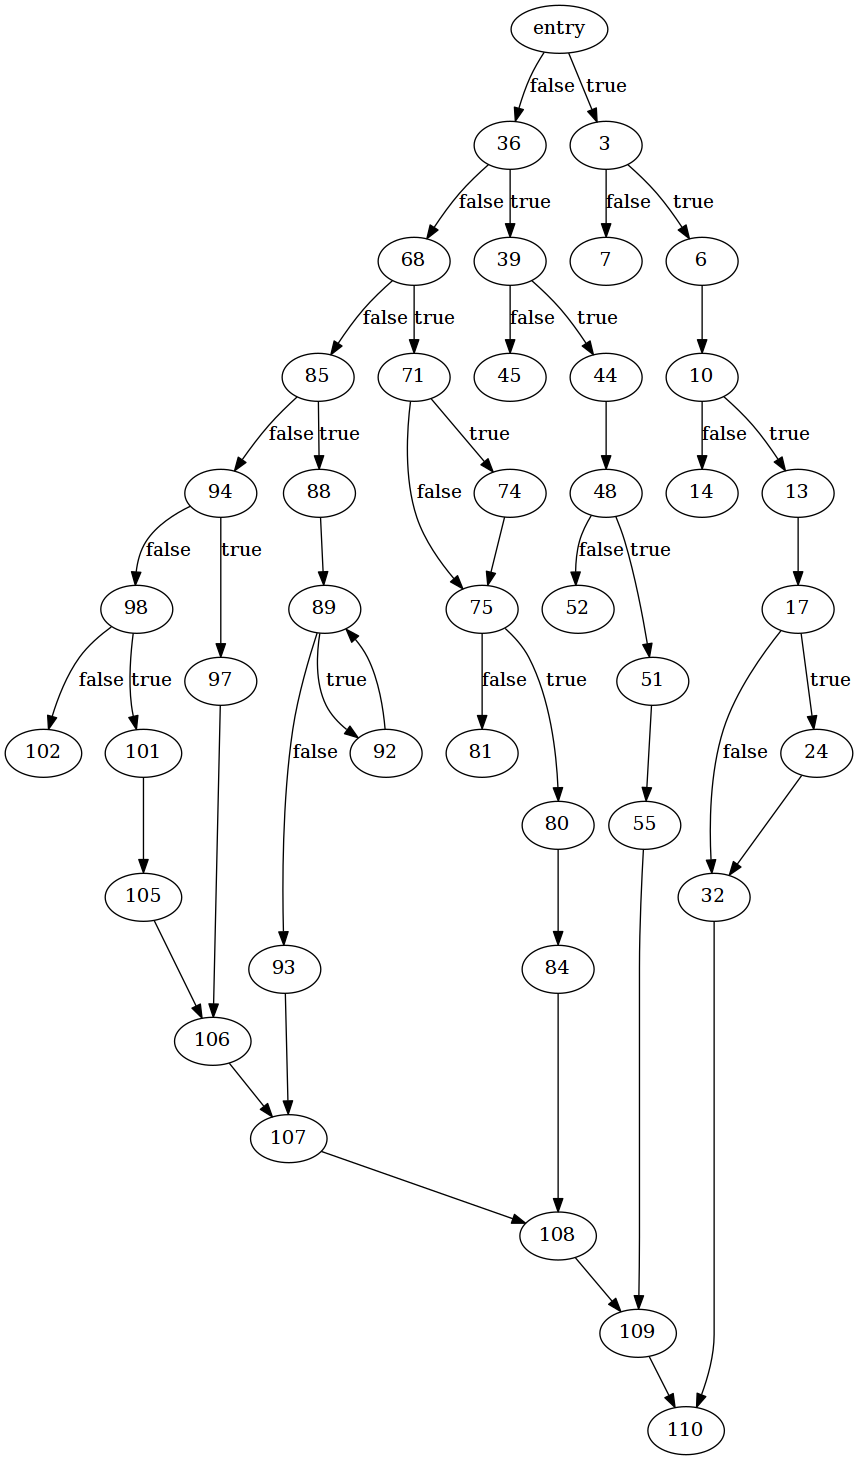 entry
false true
36 3
false true false true
68 39 7 6
false true false true
85 71 45 44 10
false true true false true
94 88 false 74 48 14 13
false true false true
98 89 75 52 17
false true 97 true false true 51 true
102 101 false 92 81 false 24
80 55
105 32
93 84
106
107
108
109
110